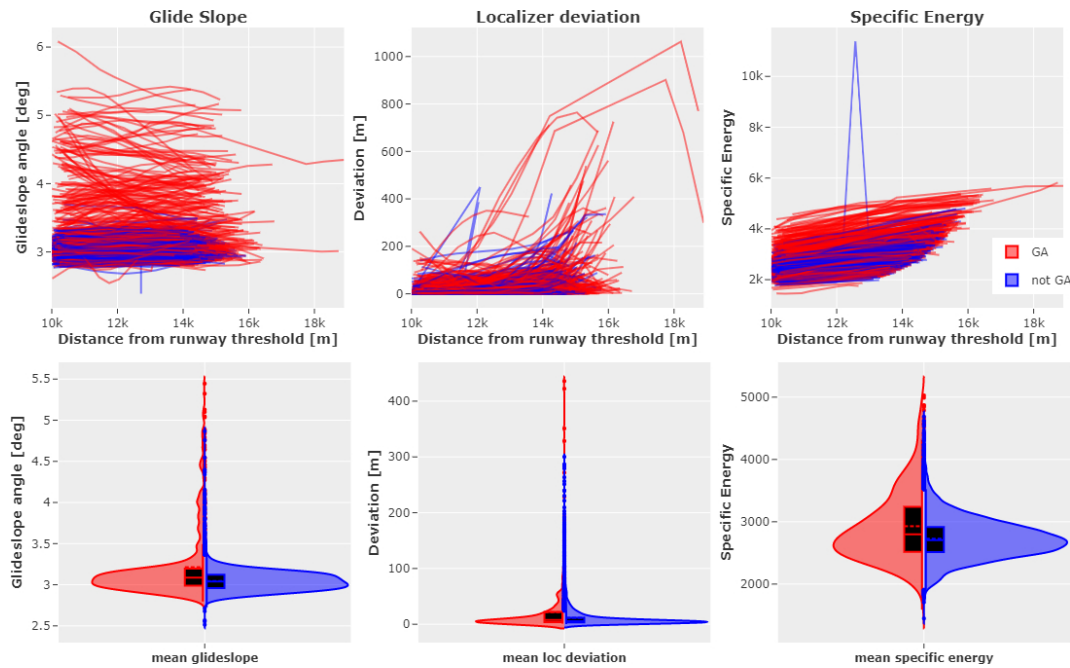 Glide Slope
Localizer deviation
Specific Energy
Glideslope angle [deg]
6
5
4
3
10k
12k
14k
16k
18k
Distance from runway threshold [m]
Deviation [m]
1000
800
600
400
200
0
10k
12k
14k
16k
18k
Distance from runway threshold [m]
Specific Energy
10k
8k
6k
4k
2k
10k
12k
14k
16k
18k
Distance from runway threshold [m]
GA
not GA
Glideslope angle [deg]
5.5
5
4.5
4
3.5
3
2.5
mean glideslope
Deviation [m]
400
300
200
100
0
mean loc deviation
Specific Energy
5000
4000
3000
2000
mean specific energy